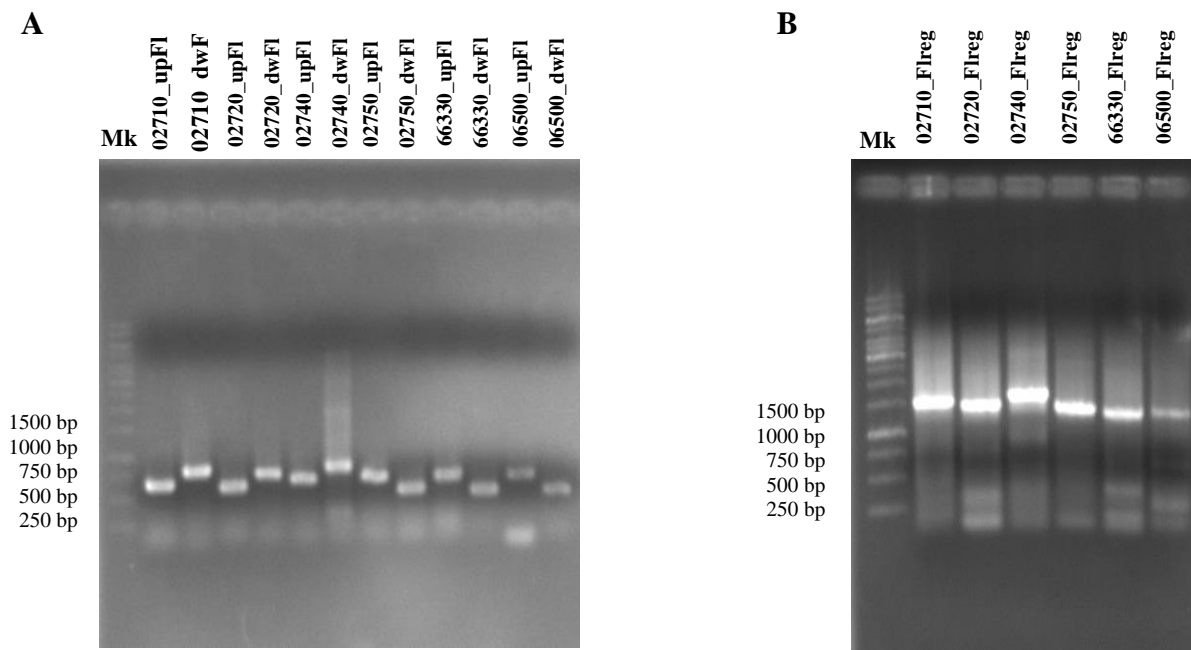 A
Mk
02710_upFl
02710_dwF
02720_upFl
02720_dwFl
02740_upFl
02740_dwFl
02750_upFl
02750_dwFl
66330_upFl
66330_dwFl
06500_upFl
06500_dwFl
1500 bp
1000 bp
750 bp
500 bp
250 bp
B
Mk
02710_Flreg
02720_Flreg
02740_Flreg
02750_Flreg
66330_Flreg
06500_Flreg
1500 bp
1000 bp
750 bp
500 bp
250 bp